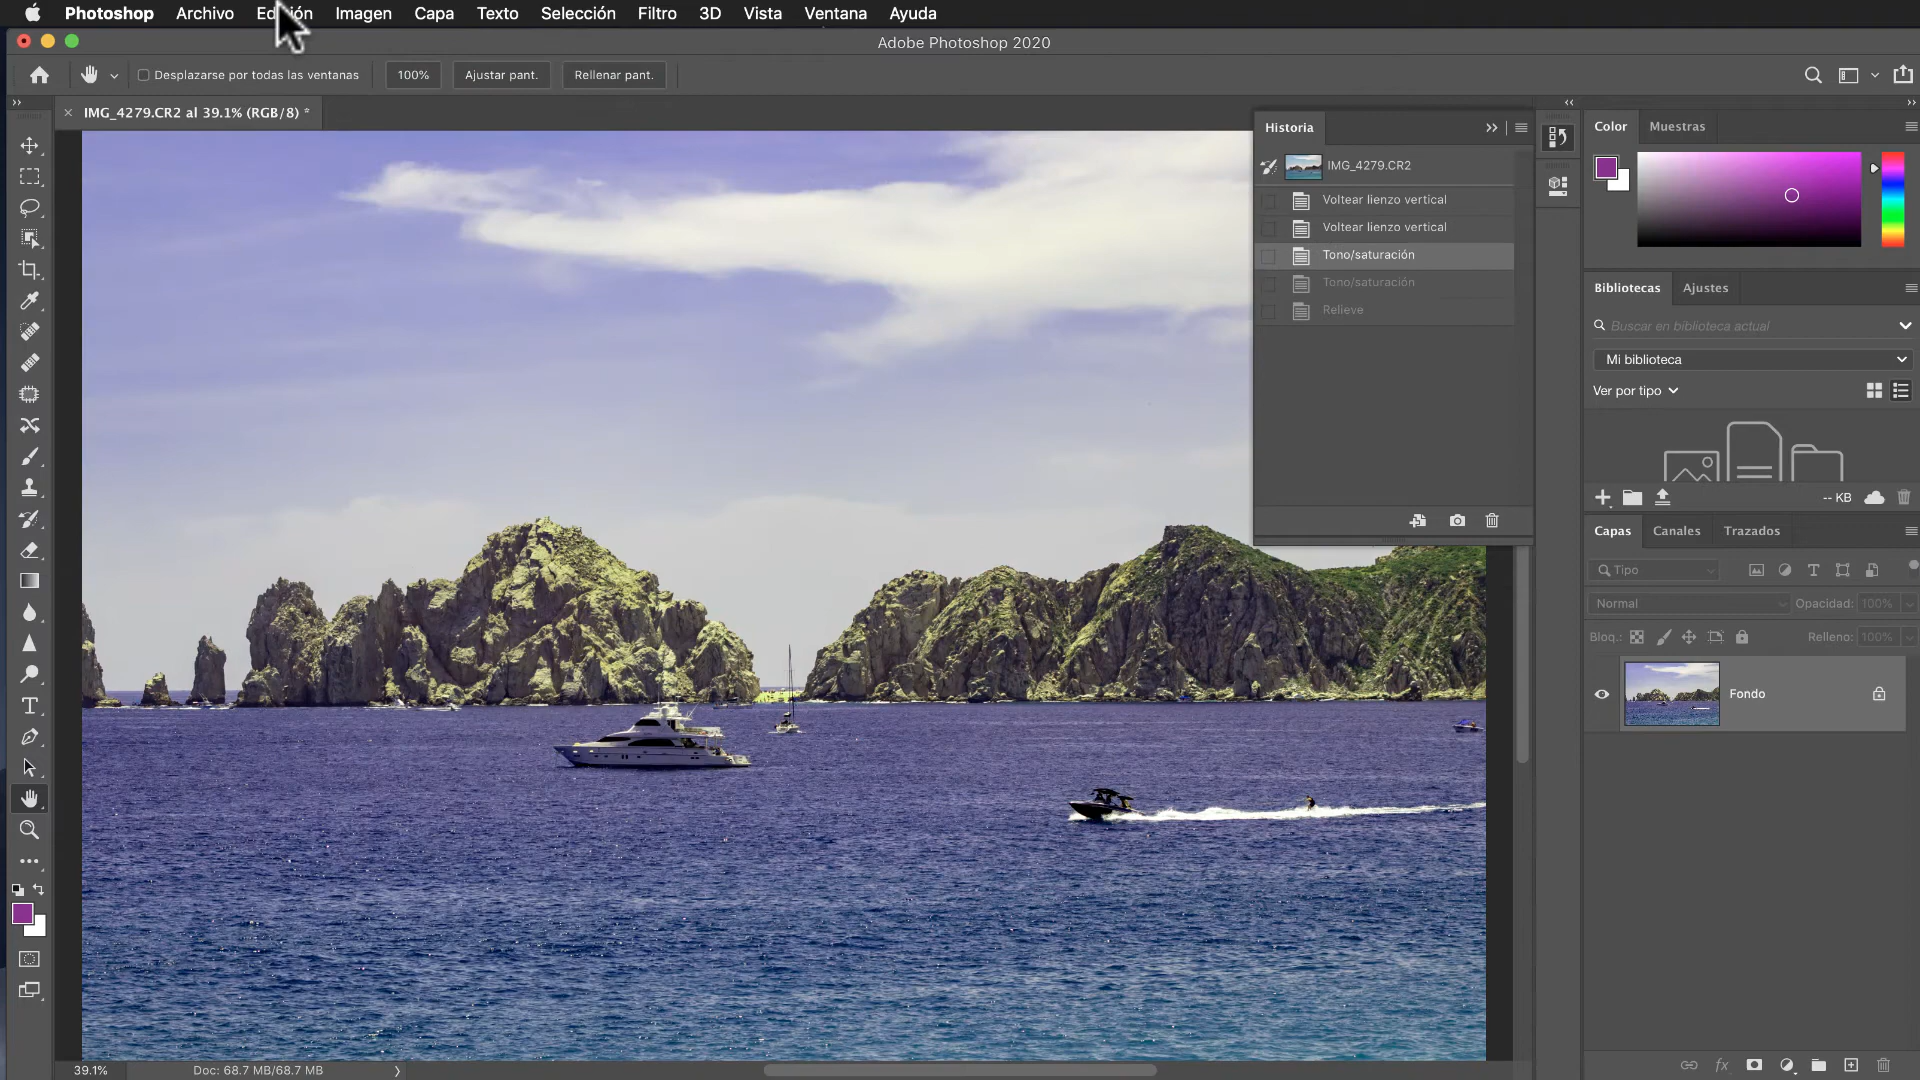 Photoshop Archivo Edición Imagen Capa Texto Selección Filtro 3D Vista Ventana Ayuda
Adobe Photoshop 2020
Desplazarse por todas las ventanas 100% Ajustar pant. Rellenar pant.
IMG_4279.CR2 al 39.1% (RGB/8) *
Historia
IMG_4279.CR2
Voltear lienzo vertical
Voltear lienzo vertical
Tono/saturación
Tono/saturación
Relieve
Color Muestras
Bibliotecas Ajustes
Buscar en biblioteca actual
Mi biblioteca
Ver por tipo
-- KB
Capas Canales Trazados
Tipo
Normal Opacidad: 100%
Bloq.: Relleno: 100%
Fondo
fx
39.1% Doc: 68.7 MB/68.7 MB